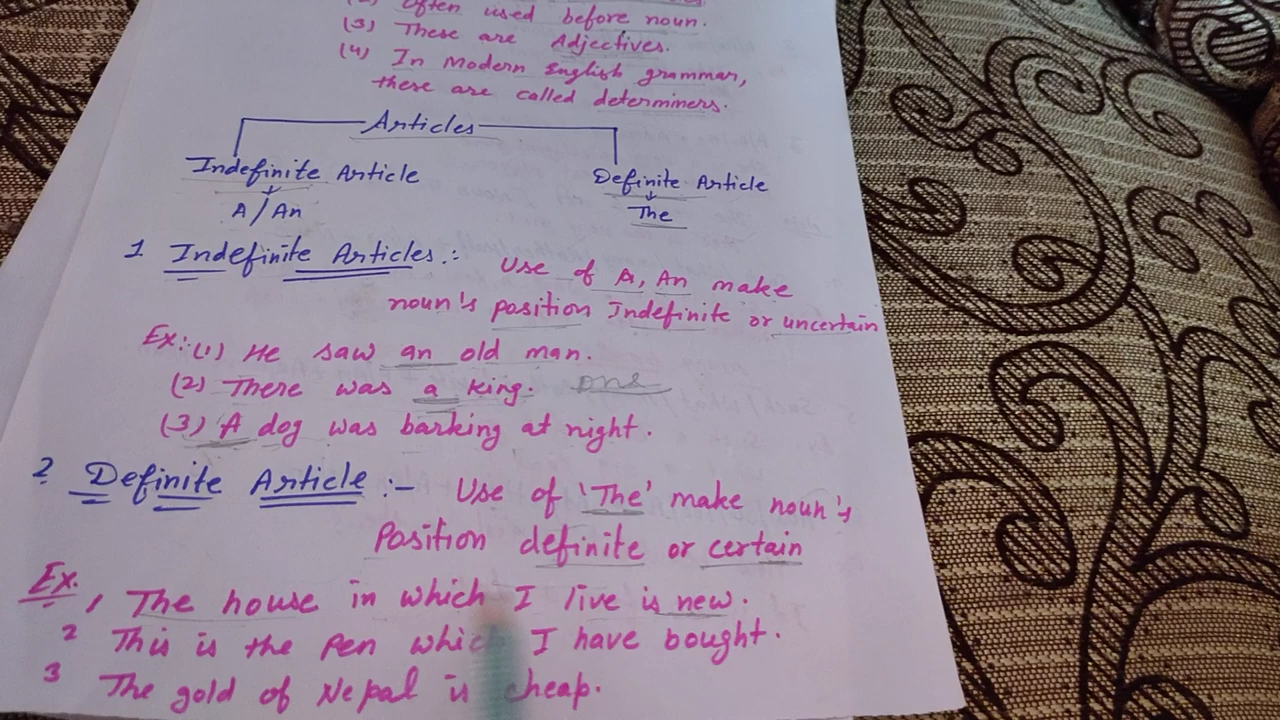 (2) Often used before noun.
(3) These are Adjectives.
(4) In Modern English grammar,
these are called determiners.
Articles
Indefinite Article Definite Article
A/An The
1 Indefinite Articles:-
Use of A, An make
noun's position Indefinite or uncertain
Ex:- (1) He saw an old man.
(2) There was a king. one
(3) A dog was barking at night.
2 Definite Article :- Use of 'The' make noun's
Position definite or certain
Ex. 1 The house in which I live is new.
2 This is the Pen which I have bought.
3 The gold of Nepal is cheap.